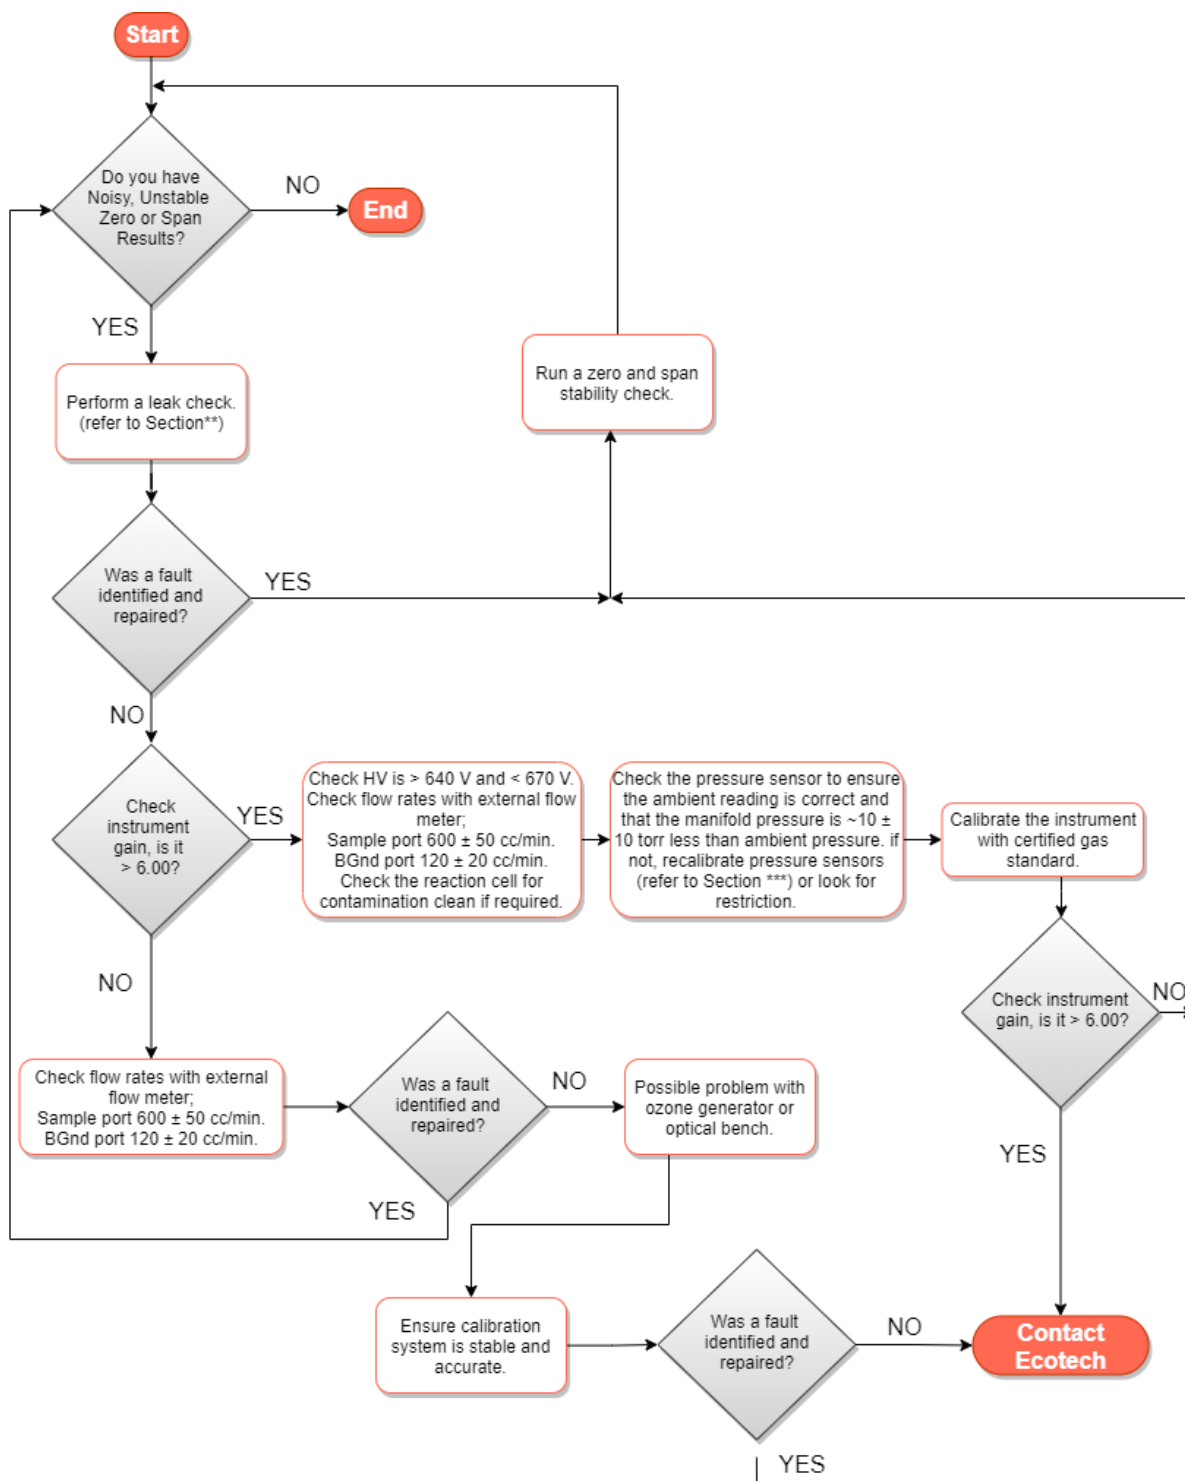 Start
Do you have
Noisy, Unstable
Zero or Span
Results?
NO
End
YES
Perform a leak check.
(refer to Section**)
Run a zero and span
stability check.
Was a fault
identified and
repaired?
YES
NO
Check
instrument
gain, is it
> 6.00?
YES
Check HV is > 640 V and < 670 V.
Check flow rates with external flow
meter;
Sample port 600 ± 50 cc/min.
BGnd port 120 ± 20 cc/min.
Check the reaction cell for
contamination clean if required.
Check the pressure sensor to ensure
the ambient reading is correct and
that the manifold pressure is ~10 ±
10 torr less than ambient pressure. if
not, recalibrate pressure sensors
(refer to Section ***) or look for
restriction.
Calibrate the instrument
with certified gas
standard.
Check instrument
gain, is it > 6.00?
NO
YES
NO
Check flow rates with external
flow meter;
Sample port 600 ± 50 cc/min.
BGnd port 120 ± 20 cc/min.
Was a fault
identified and
repaired?
NO
YES
Possible problem with
ozone generator or
optical bench.
Ensure calibration
system is stable and
accurate.
Was a fault
identified and
repaired?
NO
Contact
Ecotech
YES